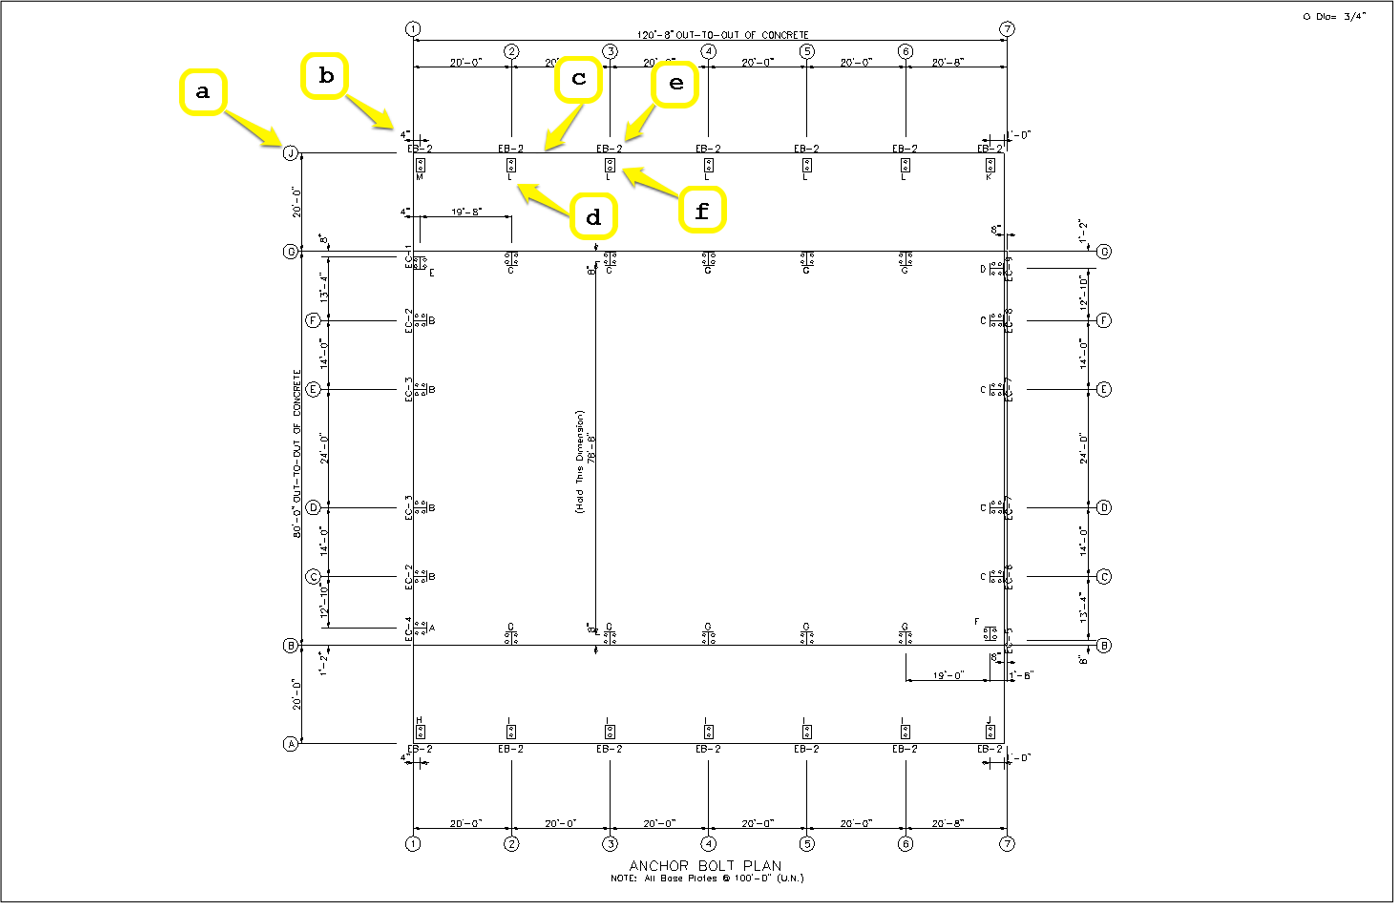 O Dia= 3/4"
1
7
120'-8" OUT-TO-OUT OF CONCRETE
2
3
4
5
6
20'-0"
20'-0"
20'-0"
20'-0"
20'-8"
a
b
c
e
4"
1'-0"
J
EB-2
EB-2
EB-2
EB-2
EB-2
EB-2
EB-2
M
L
L
L
L
L
K
d
f
20'-0"
4"
19'-8"
8"
8"
1'-2"
G
G
EC-1
E
G
G
G
G
G
D
8"
13'-4"
12'-10"
F
EC-2
B
C
EC-8
F
14'-0"
14'-0"
E
EC-3
B
C
EC-7
E
80'-0" OUT-TO-OUT OF CONCRETE
24'-0"
(Hold This Dimension)
78'-8"
24'-0"
D
EC-3
B
C
EC-7
D
14'-0"
14'-0"
C
EC-2
B
C
C
12'-10"
13'-4"
EC-4
A
G
G
G
G
G
8"
F
EC-5
B
B
1'-2"
8"
8"
20'-0"
19'-0"
1'-8"
H
I
I
I
I
I
J
A
EB-2
EB-2
EB-2
EB-2
EB-2
EB-2
EB-2
4"
1'-0"
20'-0"
20'-0"
20'-0"
20'-0"
20'-0"
20'-8"
1
2
3
4
5
6
7
ANCHOR BOLT PLAN
NOTE: All Base Plates @ 100'-0" (U.N.)